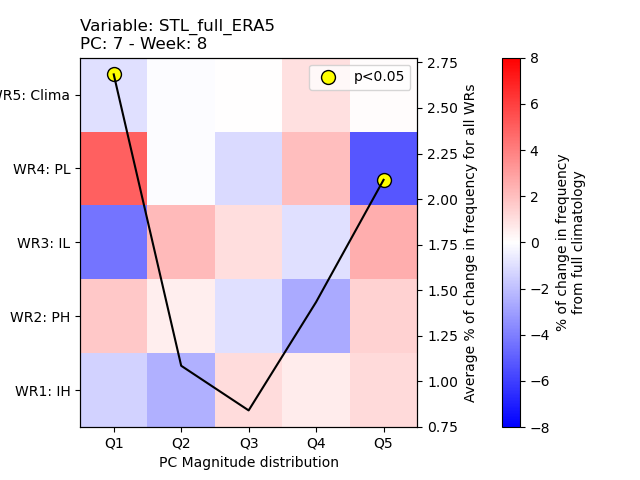 Variable: STL_full_ERA5
PC: 7 - Week: 8
p<0.05
WR5: Clima
WR4: PL
WR3: IL
WR2: PH
WR1: IH
Q1 Q2 Q3 Q4 Q5
PC Magnitude distribution
2.75
2.50
2.25
2.00
1.75
1.50
1.25
1.00
0.75
Average % of change in frequency for all WRs
8
6
4
2
0
−2
−4
−6
−8
% of change in frequency
from full climatology